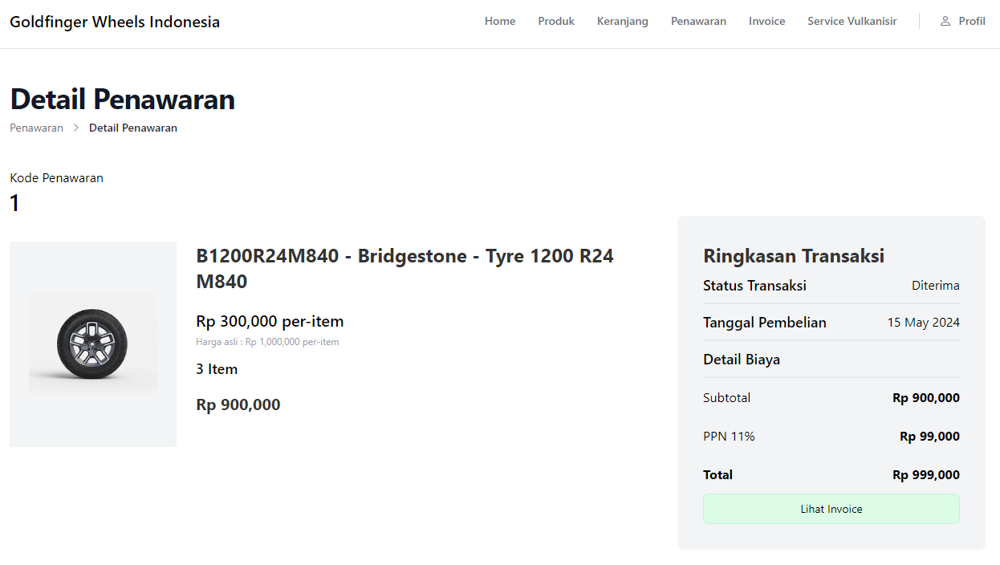 Goldfinger Wheels Indonesia
Home
Produk
Keranjang
Penawaran
Invoice
Service Vulkanisir
Profil
Detail Penawaran
Penawaran
Detail Penawaran
Kode Penawaran
1
B1200R24M840 - Bridgestone - Tyre 1200 R24
M840
Rp 300,000 per-item
Harga asli : Rp 1,000,000 per-item
3 Item
Rp 900,000
Ringkasan Transaksi
Status Transaksi Diterima
Tanggal Pembelian 15 May 2024
Detail Biaya
Subtotal Rp 900,000
PPN 11% Rp 99,000
Total Rp 999,000
Lihat Invoice